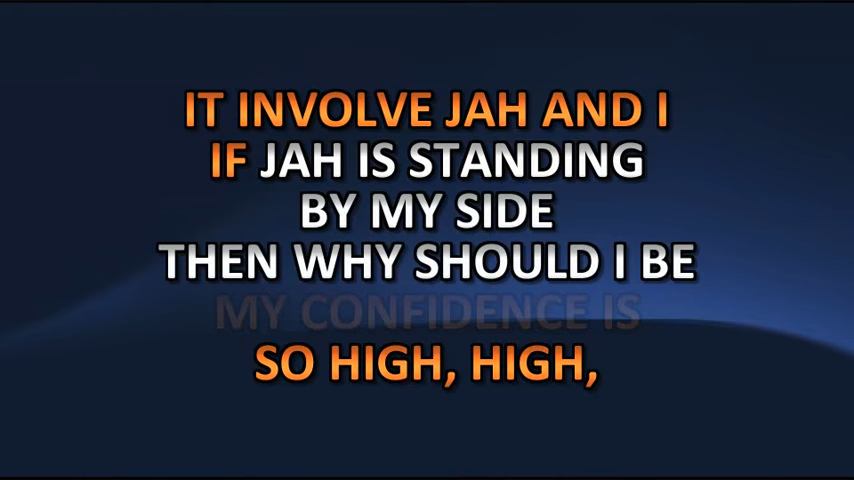 IT INVOLVE JAH AND I
IF JAH IS STANDING
BY MY SIDE
THEN WHY SHOULD I BE
MY CONFIDENCE IS
SO HIGH, HIGH,